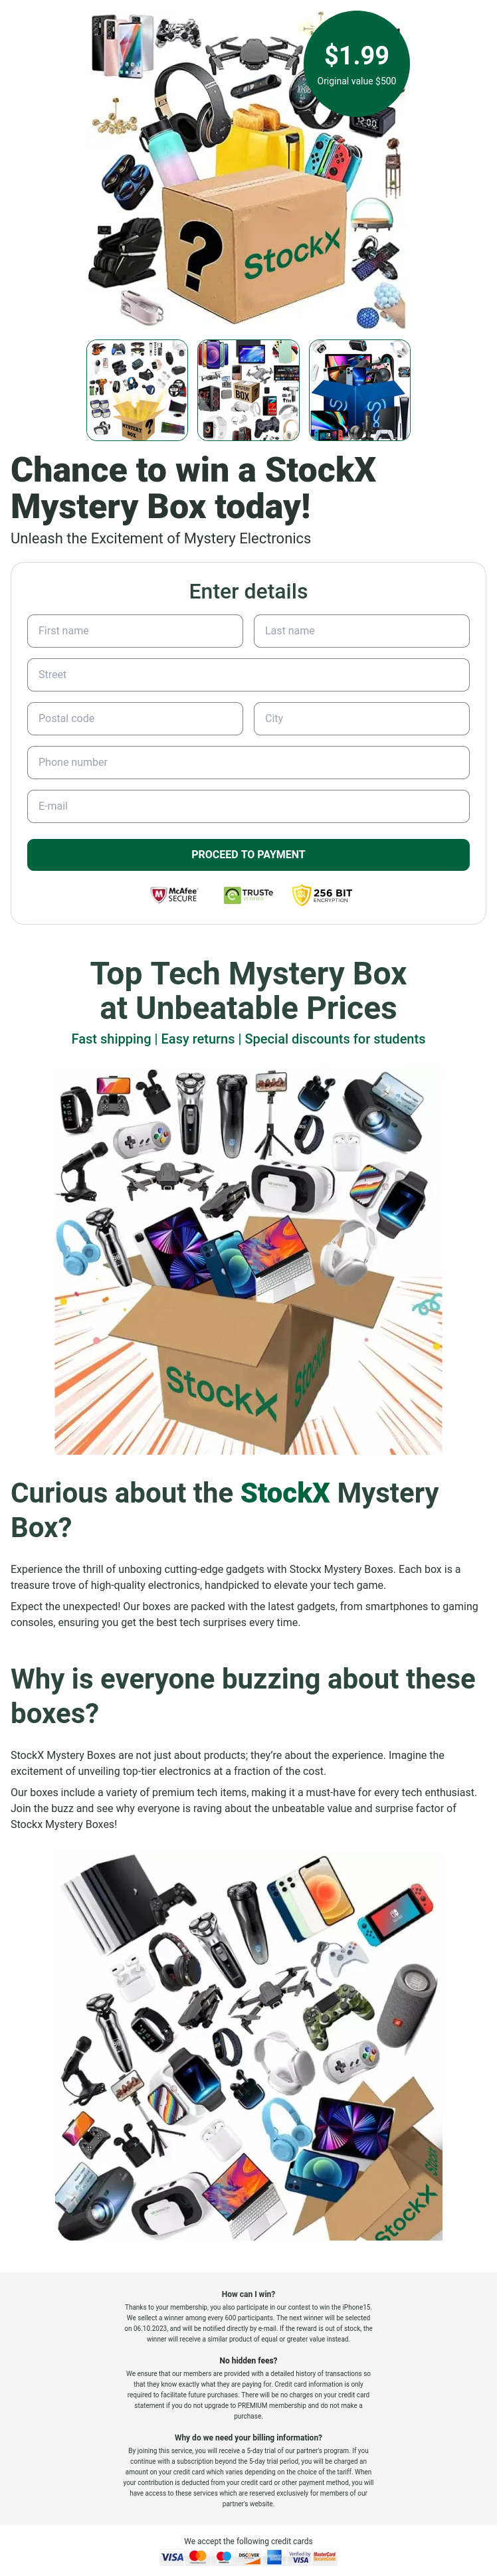 $1.99
Original value $500
?
StockX
MYSTERY
BOX
MYSTERY
BOX
Chance to win a StockX
Mystery Box today!
Unleash the Excitement of Mystery Electronics
Enter details
First name
Last name
Street
Postal code
City
Phone number
E-mail
PROCEED TO PAYMENT
McAfee
SECURE
TRUSTe
256 BIT
ENCRYPTION
Top Tech Mystery Box
at Unbeatable Prices
Fast shipping | Easy returns | Special discounts for students
StockX
StockX
Curious about the StockX Mystery
Box?
Experience the thrill of unboxing cutting-edge gadgets with Stockx Mystery Boxes. Each box is a
treasure trove of high-quality electronics, handpicked to elevate your tech game.
Expect the unexpected! Our boxes are packed with the latest gadgets, from smartphones to gaming
consoles, ensuring you get the best tech surprises every time.
Why is everyone buzzing about these
boxes?
StockX Mystery Boxes are not just about products; they’re about the experience. Imagine the
excitement of unveiling top-tier electronics at a fraction of the cost.
Our boxes include a variety of premium tech items, making it a must-have for every tech enthusiast.
Join the buzz and see why everyone is raving about the unbeatable value and surprise factor of
Stockx Mystery Boxes!
StockX
How can I win?
Thanks to your membership, you also participate in our contest to win the iPhone15.
We sellect a winner among every 600 participants. The next winner will be selected
on 06.10.2023, and will be notified directly by e-mail. If the reward is out of stock, the
winner will receive a similar product of equal or greater value instead.
No hidden fees?
We ensure that our members are provided with a detailed history of transactions so
that they know exactly what they are paying for. Credit card information is only
required to facilitate future purchases. There will be no charges on your credit card
statement if you do not upgrade to PREMIUM membership and do not make a
purchase.
Why do we need your billing information?
By joining this service, you will receive a 5-day trial of our partner's program. If you
continue with a subscription beyond the 5-day trial period, you will be charged an
amount on your credit card which varies depending on the choice of the tariff. When
your contribution is deducted from your credit card or other payment method, you will
have access to these services which are reserved exclusively for members of our
partner's website.
We accept the following credit cards
VISA
DISCOVER
Verified by
VISA
MasterCard